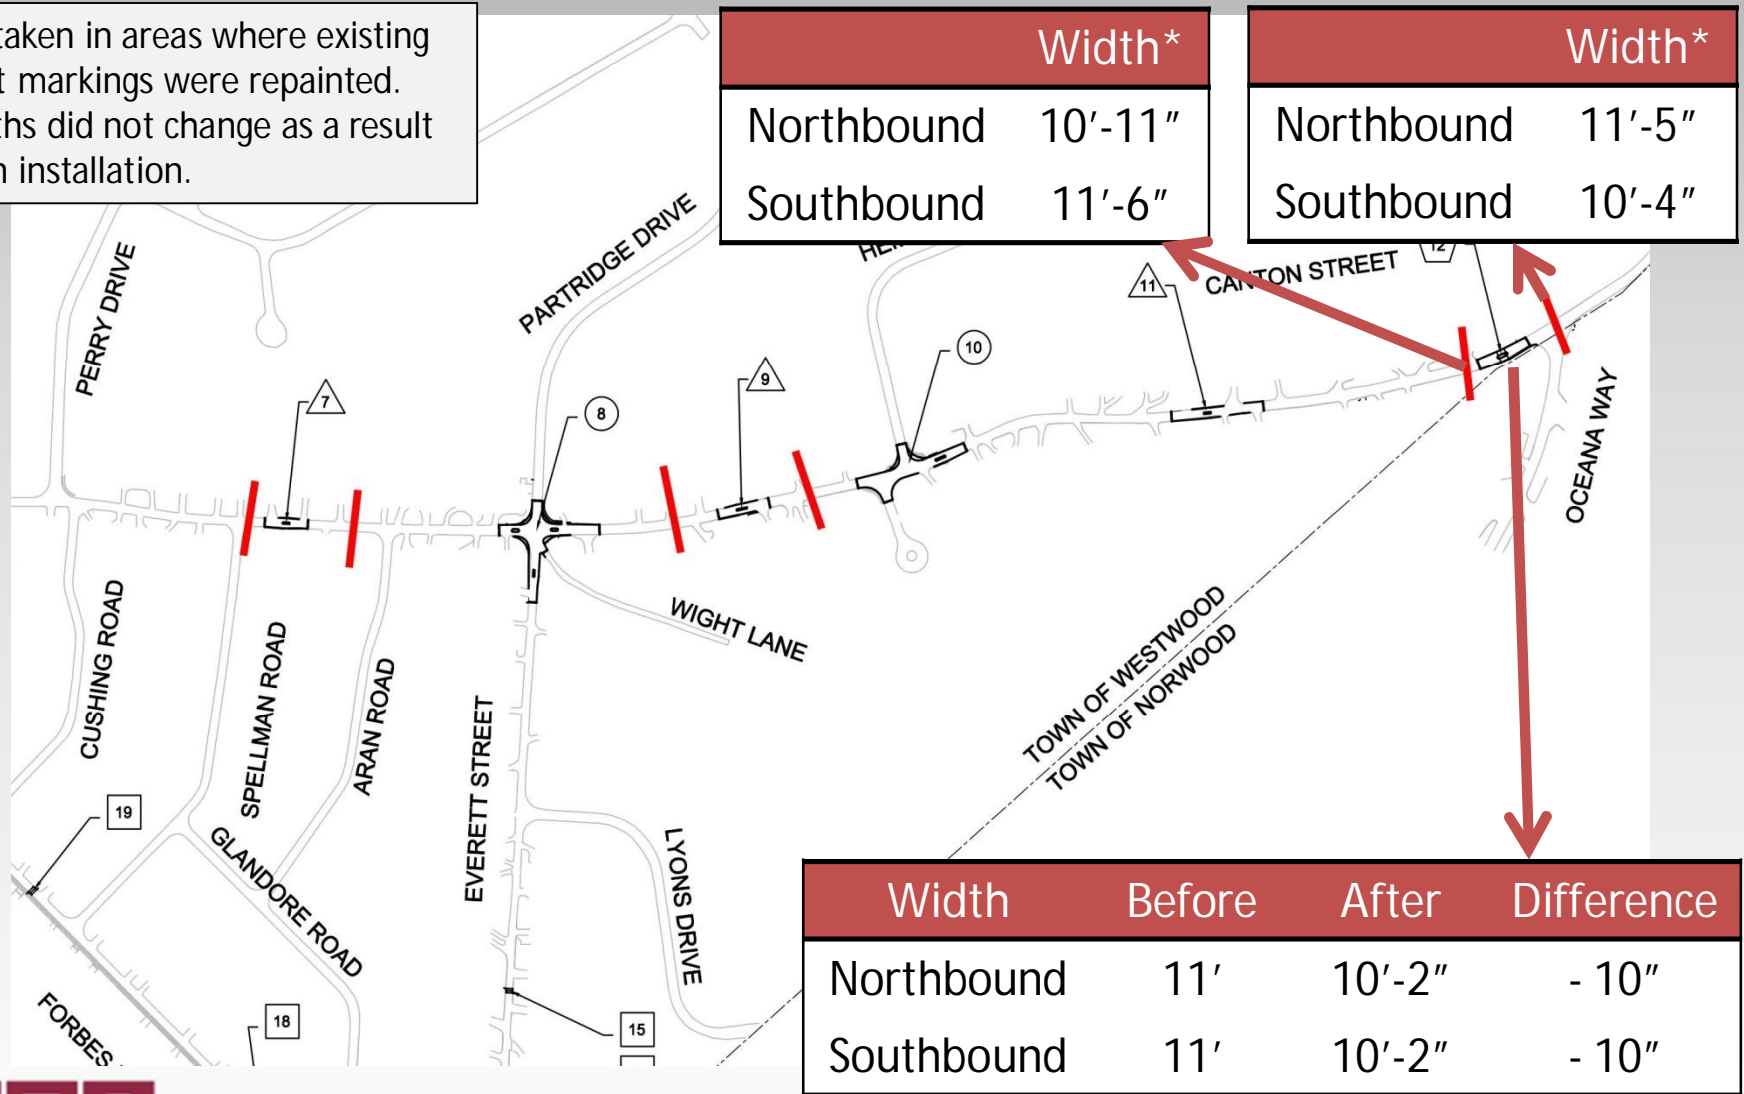 taken in areas where existing
markings were repainted.
did not change as a result
installation.
Width*
Northbound 10'-11"
Southbound 11'-6"
Width*
Northbound 11'-5"
Southbound 10'-4"
PERRY DRIVE
PARTRIDGE DRIVE
CANTON STREET
12
11
10
9
8
7
OCEANA WAY
WIGHT LANE
CUSHING ROAD
SPELLMAN ROAD
ARAN ROAD
EVERETT STREET
TOWN OF WESTWOOD
TOWN OF NORWOOD
19
GLANDORE ROAD
LYONS DRIVE
FORBES
18
15
Width Before After Difference
Northbound 11' 10'-2" - 10"
Southbound 11' 10'-2" - 10"